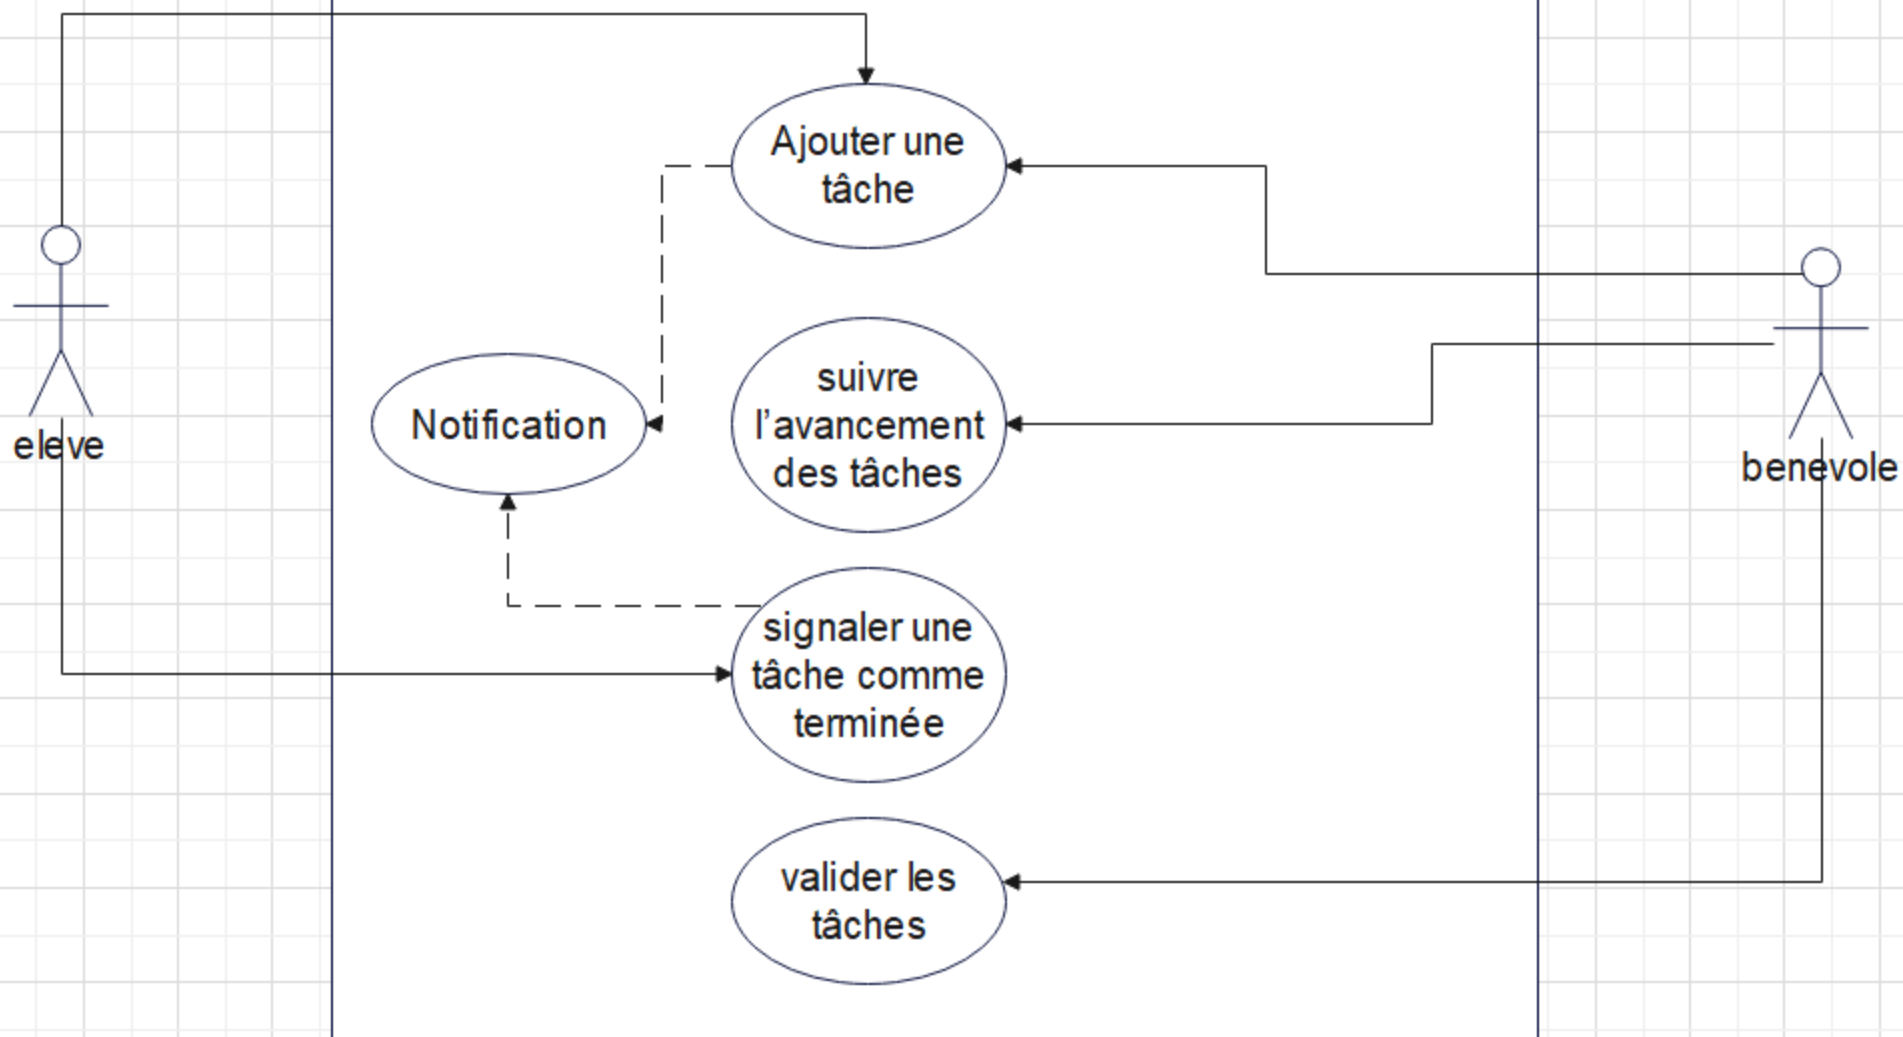 Ajouter une
tâche
suivre
l’avancement
des tâches
Notification
eleve
benevole
signaler une
tâche comme
terminée
valider les
tâches